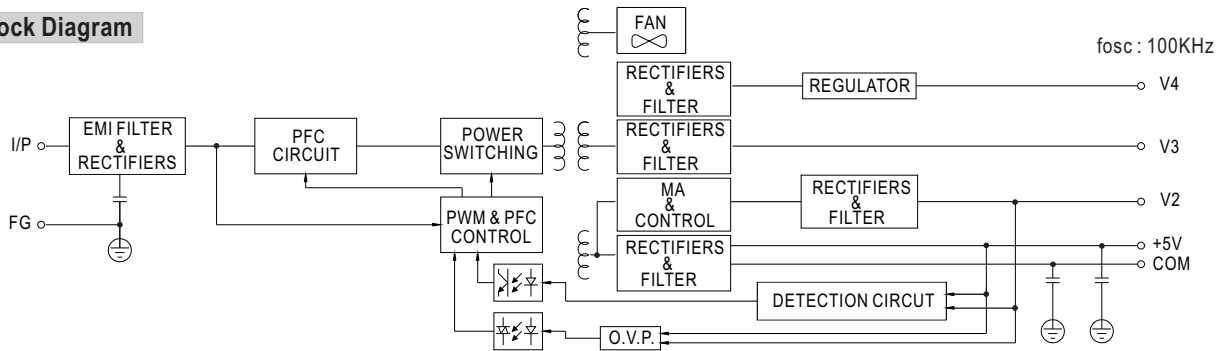 ock Diagram
FAN
fosc : 100KHz
RECTIFIERS
&
FILTER
REGULATOR
V4
I/P
EMI FILTER
&
RECTIFIERS
PFC
CIRCUIT
POWER
SWITCHING
RECTIFIERS
&
FILTER
V3
MA
&
CONTROL
RECTIFIERS
&
FILTER
V2
FG
PWM & PFC
CONTROL
RECTIFIERS
&
FILTER
+5V
COM
DETECTION CIRCUT
O.V.P.